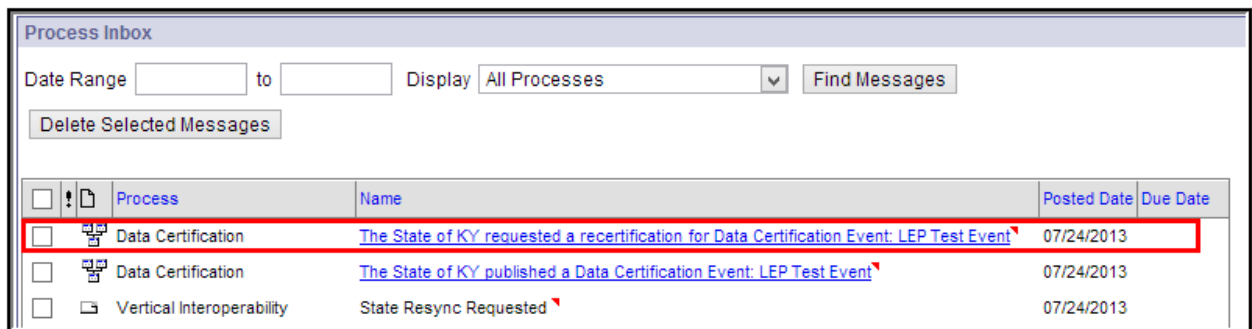 Process Inbox
Date Range to Display All Processes Find Messages
Delete Selected Messages
Process Name Posted Date Due Date
Data Certification The State of KY requested a recertification for Data Certification Event: LEP Test Event 07/24/2013
Data Certification The State of KY published a Data Certification Event: LEP Test Event 07/24/2013
Vertical Interoperability State Resync Requested 07/24/2013